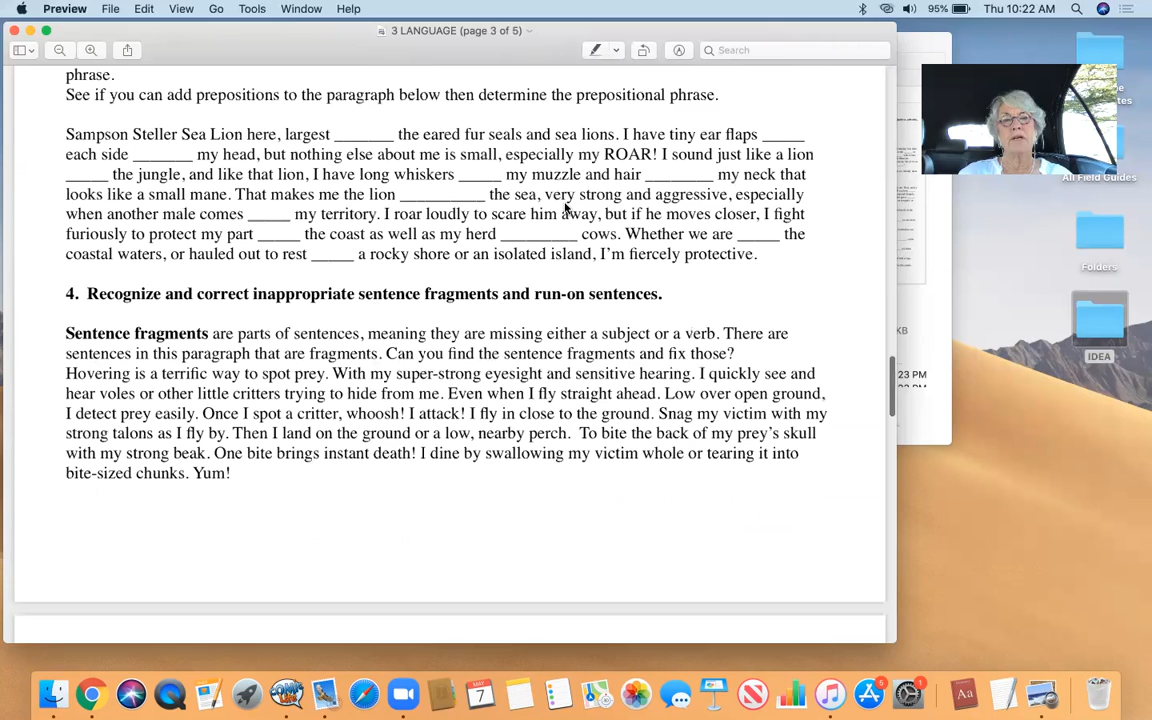 Preview File Edit View Go Tools Window Help 95% Thu 10:22 AM
3 LANGUAGE (page 3 of 5)
Search
phrase.
See if you can add prepositions to the paragraph below then determine the prepositional phrase.
Sampson Steller Sea Lion here, largest _______ the eared fur seals and sea lions. I have tiny ear flaps _____
each side _______ my head, but nothing else about me is small, especially my ROAR! I sound just like a lion
_____ the jungle, and like that lion, I have long whiskers _____ my muzzle and hair ________ my neck that
looks like a small mane. That makes me the lion __________ the sea, very strong and aggressive, especially
when another male comes _____ my territory. I roar loudly to scare him away, but if he moves closer, I fight
furiously to protect my part _____ the coast as well as my herd _________ cows. Whether we are _____ the
coastal waters, or hauled out to rest _____ a rocky shore or an isolated island, I’m fiercely protective.
4. Recognize and correct inappropriate sentence fragments and run-on sentences.
Sentence fragments are parts of sentences, meaning they are missing either a subject or a verb. There are
sentences in this paragraph that are fragments. Can you find the sentence fragments and fix those?
Hovering is a terrific way to spot prey. With my super-strong eyesight and sensitive hearing. I quickly see and
hear voles or other little critters trying to hide from me. Even when I fly straight ahead. Low over open ground,
I detect prey easily. Once I spot a critter, whoosh! I attack! I fly in close to the ground. Snag my victim with my
strong talons as I fly by. Then I land on the ground or a low, nearby perch. To bite the back of my prey’s skull
with my strong beak. One bite brings instant death! I dine by swallowing my victim whole or tearing it into
bite-sized chunks. Yum!
tes
All Field Guides
Folders
IDEA
KB
23 PM
23 PM
5
1
MAY
7
Aa